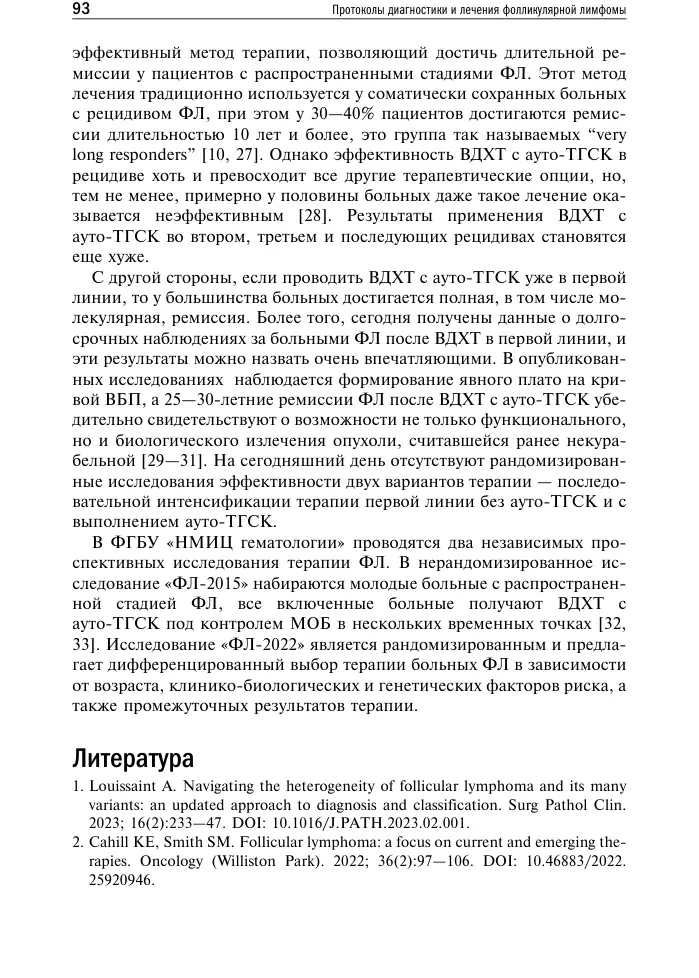 93
Протоколы диагностики и лечения фолликулярной лимфомы
эффективный метод терапии, позволяющий достичь длительной ре-
миссии у пациентов с распространенными стадиями ФЛ. Этот метод
лечения традиционно используется у соматически сохранных больных
с рецидивом ФЛ, при этом у 30—40% пациентов достигаются ремис-
сии длительностью 10 лет и более, это группа так называемых “very
long responders” [10, 27]. Однако эффективность ВДХТ с ауто-ТГСК в
рецидиве хоть и превосходит все другие терапевтические опции, но,
тем не менее, примерно у половины больных даже такое лечение ока-
зывается неэффективным [28]. Результаты применения ВДХТ с
ауто-ТГСК во втором, третьем и последующих рецидивах становятся
еще хуже.
С другой стороны, если проводить ВДХТ с ауто-ТГСК уже в первой
линии, то у большинства больных достигается полная, в том числе мо-
лекулярная, ремиссия. Более того, сегодня получены данные о долго-
срочных наблюдениях за больными ФЛ после ВДХТ в первой линии, и
эти результаты можно назвать очень впечатляющими. В опубликован-
ных исследованиях наблюдается формирование явного плато на кри-
вой ВБП, а 25—30-летние ремиссии ФЛ после ВДХТ с ауто-ТГСК убе-
дительно свидетельствуют о возможности не только функционального,
но и биологического излечения опухоли, считавшейся ранее некура-
бельной [29—31]. На сегодняшний день отсутствуют рандомизирован-
ные исследования эффективности двух вариантов терапии — последо-
вательной интенсификации терапии первой линии без ауто-ТГСК и с
выполнением ауто-ТГСК.
В ФГБУ «НМИЦ гематологии» проводятся два независимых про-
спективных исследования терапии ФЛ. В нерандомизированное ис-
следование «ФЛ-2015» набираются молодые больные с распространен-
ной стадией ФЛ, все включенные больные получают ВДХТ с
ауто-ТГСК под контролем МОБ в нескольких временных точках [32,
33]. Исследование «ФЛ-2022» является рандомизированным и предла-
гает дифференцированный выбор терапии больных ФЛ в зависимости
от возраста, клинико-биологических и генетических факторов риска, а
также промежуточных результатов терапии.
Литература
1. Louissaint A. Navigating the heterogeneity of follicular lymphoma and its many
variants: an updated approach to diagnosis and classification. Surg Pathol Clin.
2023; 16(2):233—47. DOI: 10.1016/J.PATH.2023.02.001.
2. Cahill KE, Smith SM. Follicular lymphoma: a focus on current and emerging the-
rapies. Oncology (Williston Park). 2022; 36(2):97—106. DOI: 10.46883/2022.
25920946.